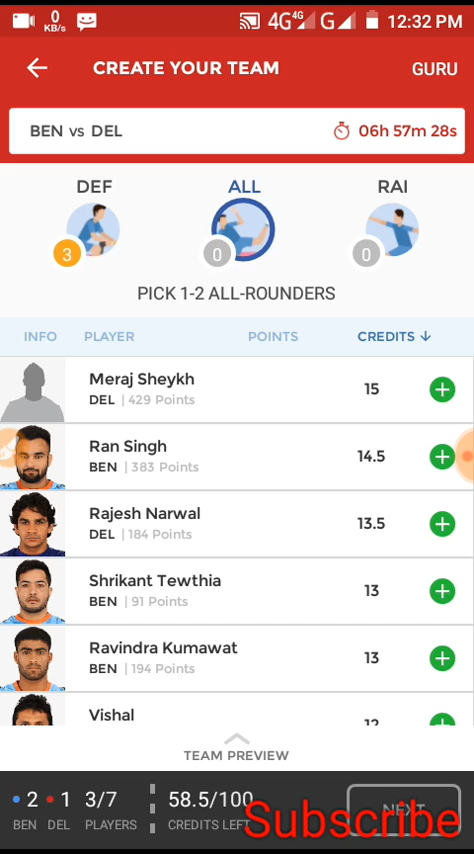 0 KB/s 4G 4G G 12:32 PM
CREATE YOUR TEAM GURU
BEN vs DEL 06h 57m 28s
DEF ALL RAI
3 0 0
PICK 1-2 ALL-ROUNDERS
INFO PLAYER POINTS CREDITS ↓
Meraj Sheykh
DEL | 429 Points
15
Ran Singh
BEN | 383 Points
14.5
Rajesh Narwal
DEL | 184 Points
13.5
Shrikant Tewthia
BEN | 91 Points
13
Ravindra Kumawat
BEN | 194 Points
13
Vishal
12
TEAM PREVIEW
2 1 3/7 58.5/100
BEN DEL PLAYERS CREDITS LEFT
NEXT
Subscribe